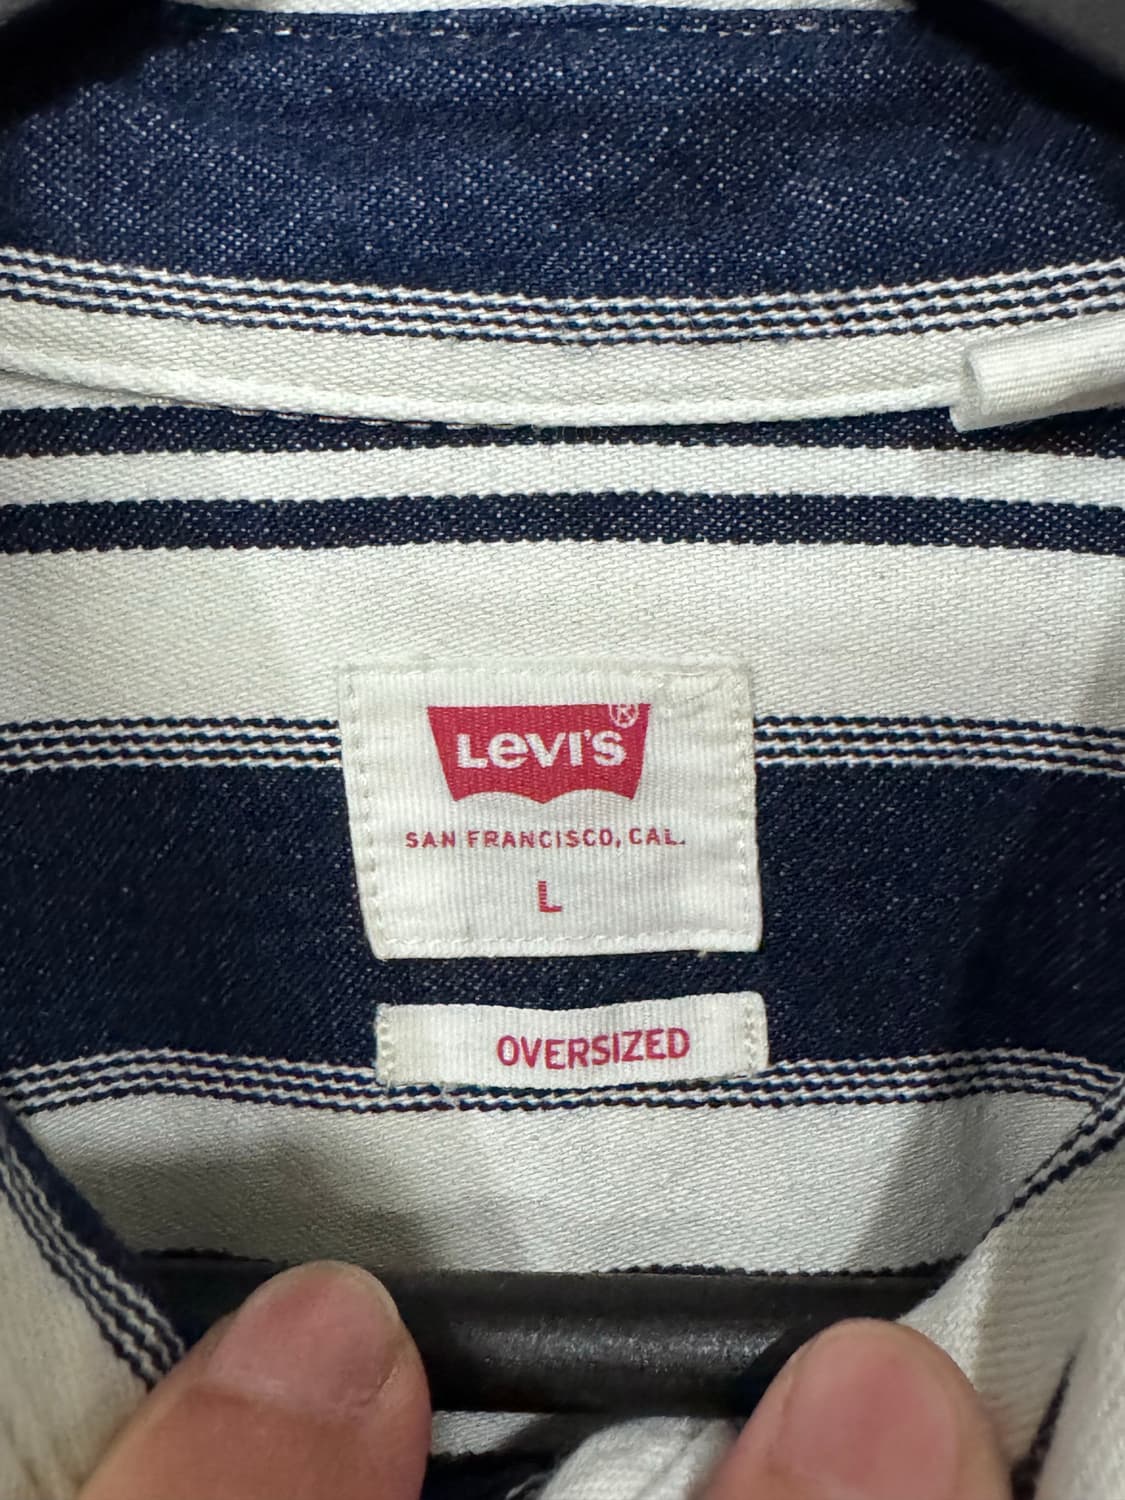 Levi's®
SAN FRANCISCO, CAL.
L
OVERSIZED